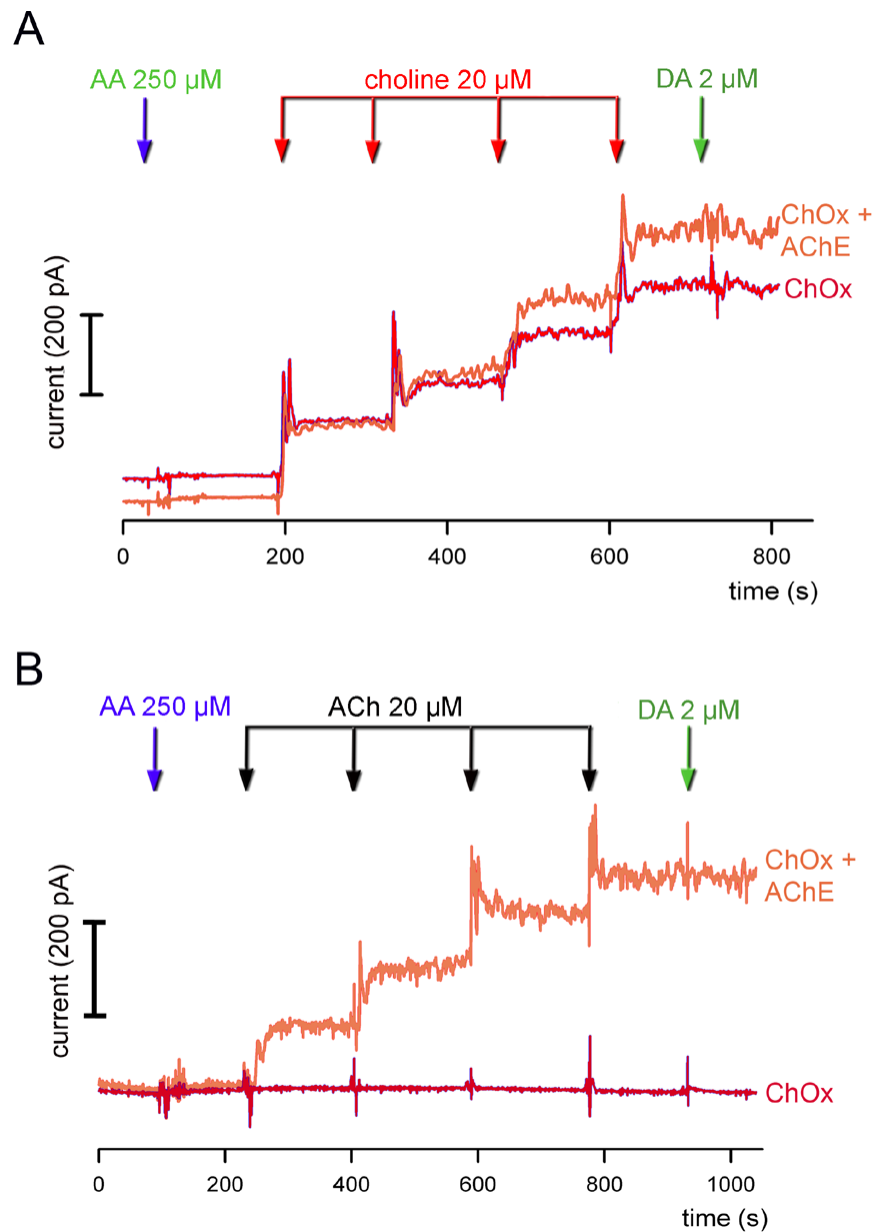 A
AA 250 µM
choline 20 µM
DA 2 µM
ChOx +
AChE
ChOx
current (200 pA)
0 200 400 600 800
time (s)
B
AA 250 µM
ACh 20 µM
DA 2 µM
ChOx +
AChE
ChOx
current (200 pA)
0 200 400 600 800 1000
time (s)